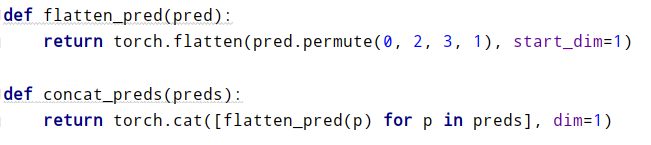 def flatten_pred(pred):
    return torch.flatten(pred.permute(0, 2, 3, 1), start_dim=1)
def concat_preds(preds):
    return torch.cat([flatten_pred(p) for p in preds], dim=1)